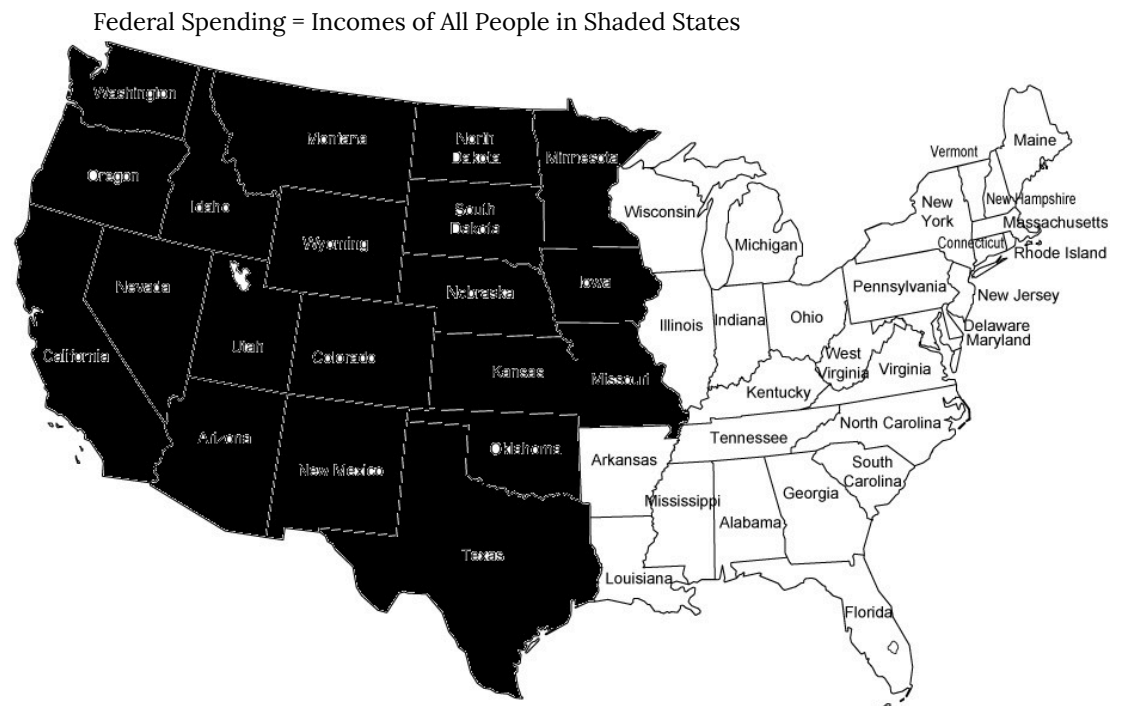 Federal Spending = Incomes of All People in Shaded States
Washington
Oregon
Idaho
Montana
North
Dakota
Minnesota
South
Dakota
Wyoming
Nebraska
Iowa
Nevada
Utah
Colorado
Kansas
Missouri
California
Arizona
New Mexico
Oklahoma
Texas
Wisconsin
Michigan
Illinois
Indiana
Ohio
Kentucky
Tennessee
Arkansas
Mississippi
Alabama
Georgia
Louisiana
Florida
South
Carolina
North Carolina
Virginia
West
Virginia
Pennsylvania
New
York
Vermont
Maine
New Hampshire
Massachusetts
Connecticut
Rhode Island
New Jersey
Delaware
Maryland